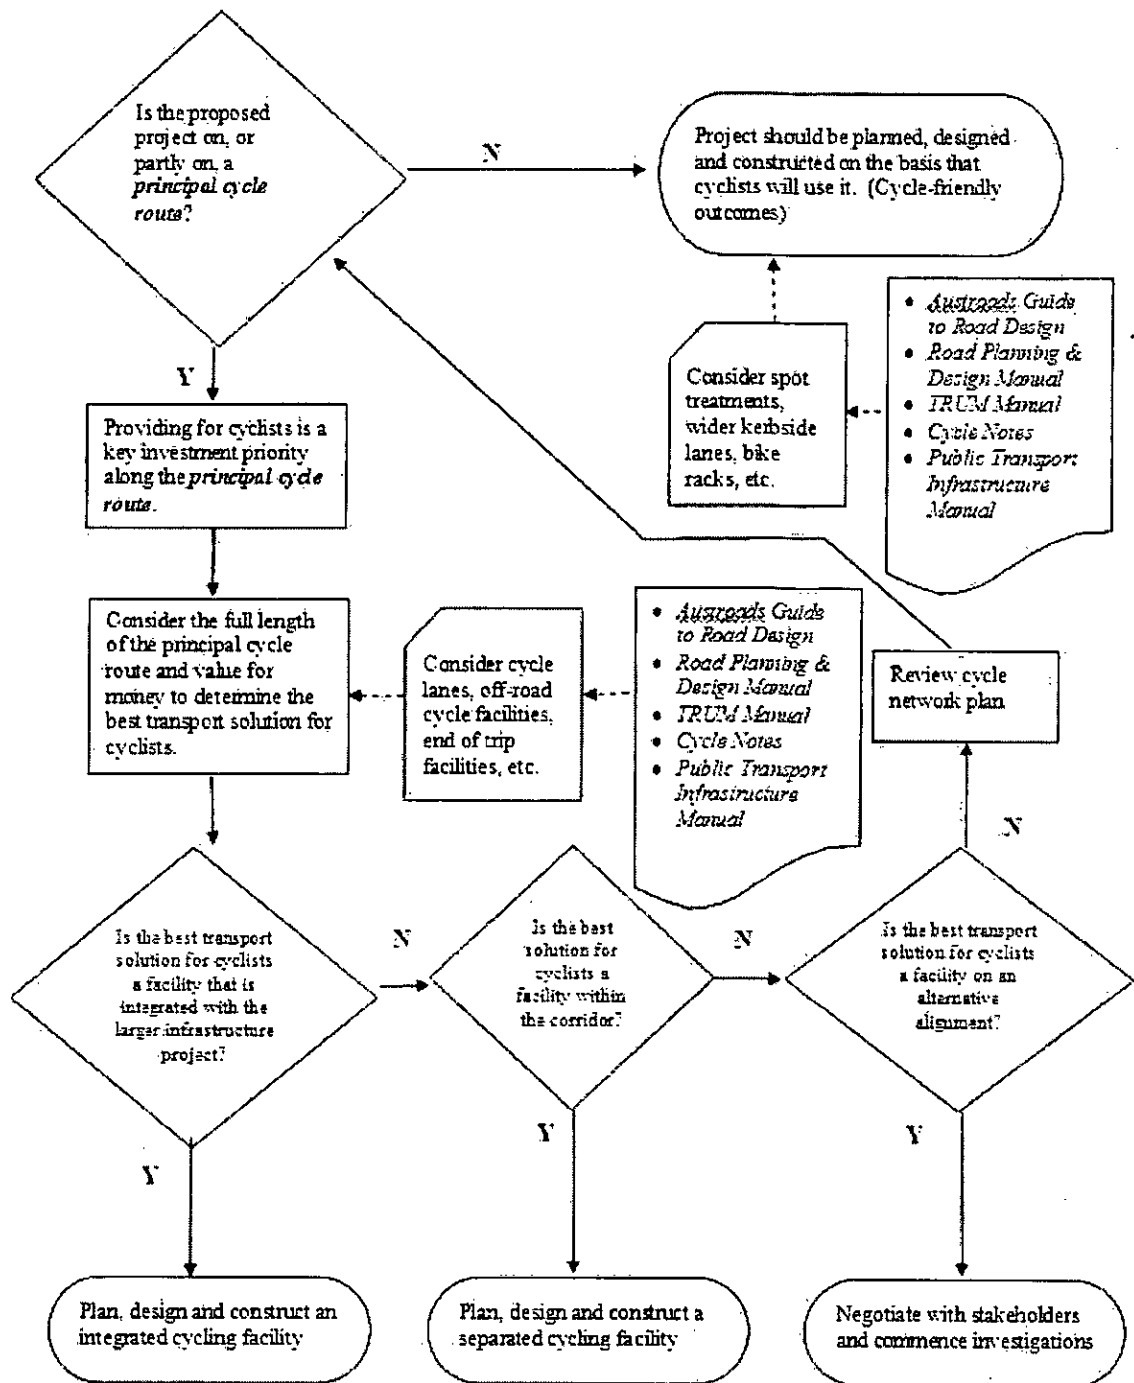 Is the proposed
project on, or
partly on, a
principal cycle
route?
N
Project should be planned, designed
and constructed on the basis that
cyclists will use it. (Cycle-friendly
outcomes)
Y
Consider spot
treatments,
wider kerbside
lanes, bike
racks, etc.
• Austroads Guide
to Road Design
• Road Planning &
Design Manual
• TRUM Manual
• Cycle Notes
• Public Transport
Infrastructure
Manual
Providing for cyclists is a
key investment priority
along the principal cycle
route.
Consider the full length
of the principal cycle
route and value for
money to determine the
best transport solution for
cyclists.
Consider cycle
lanes, off-road
cycle facilities,
end of trip
facilities, etc.
• Austroads Guide
to Road Design
• Road Planning &
Design Manual
• TRUM Manual
• Cycle Notes
• Public Transport
Infrastructure
Manual
Review cycle
network plan
N
Is the best transport
solution for cyclists
a facility that is
integrated with the
larger infrastructure
project?
N
Is the best
solution for
cyclists a
facility within
the corridor?
N
Is the best transport
solution for cyclists
a facility on an
alternative
alignment?
Y
Y
Y
Plan, design and construct an
integrated cycling facility
Plan, design and construct a
separated cycling facility
Negotiate with stakeholders
and commence investigations